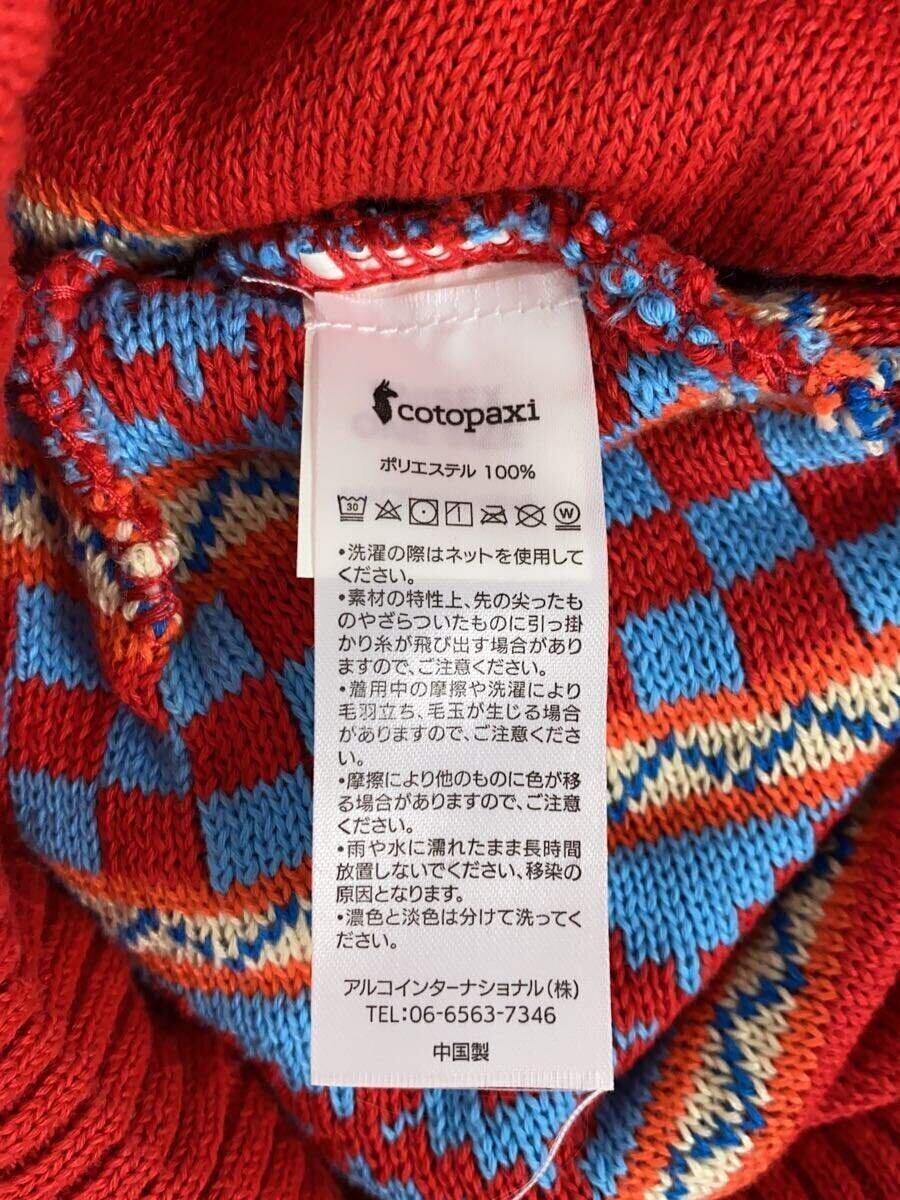 cotopaxi
ポリエステル 100%
30
W
•洗濯の際はネットを使用して
ください。
•素材の特性上、先の尖ったも
のやざらついたものに引っ掛
かり糸が飛び出す場合があり
ますので、ご注意ください。
•着用中の摩擦や洗濯により
毛羽立ち、毛玉が生じる場合
がありますので、ご注意くださ
い。
•摩擦により他のものに色が移
る場合がありますので、ご注意
ください。
•雨や水に濡れたまま長時間
放置しないでください、移染の
原因となります。
•濃色と淡色は分けて洗ってく
ださい。
アルコインターナショナル(株)
TEL:06-6563-7346
中国製